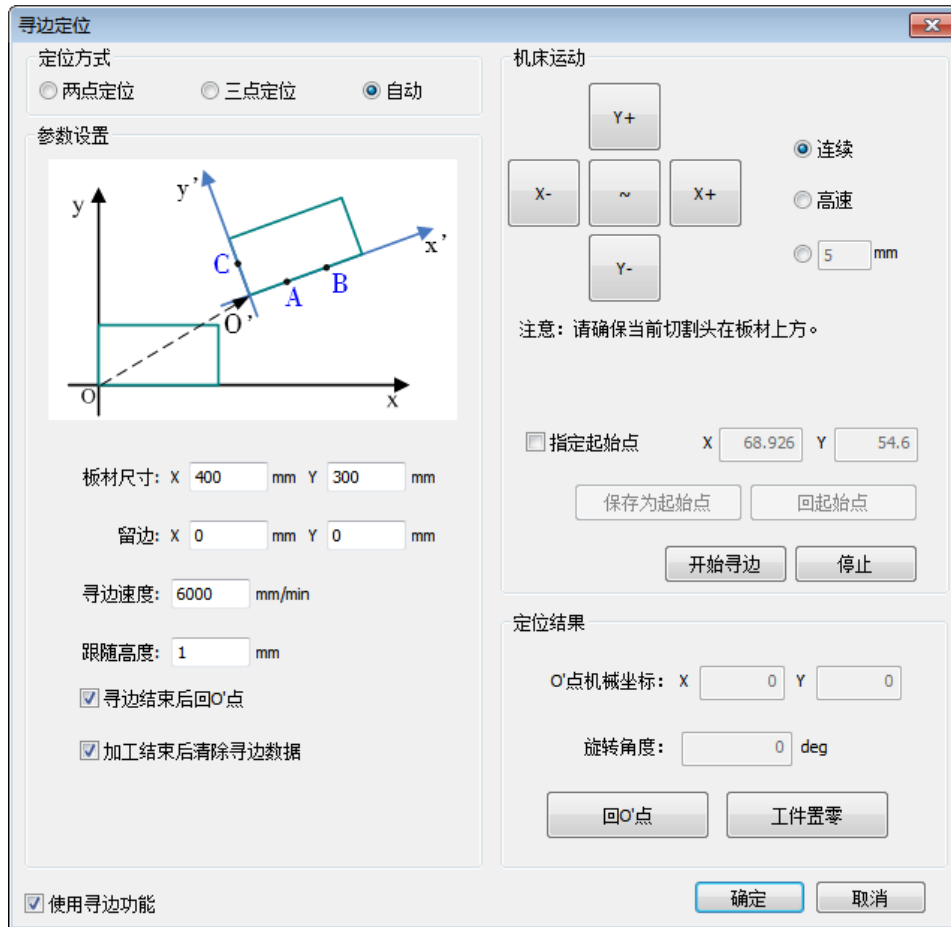 寻边定位
定位方式
两点定位 三点定位 自动
参数设置
y
y'
x'
C
A
B
O'
O
x
板材尺寸: X 400 mm Y 300 mm
留边: X 0 mm Y 0 mm
寻边速度: 6000 mm/min
跟随高度: 1 mm
寻边结束后回O'点
加工结束后清除寻边数据
使用寻边功能
机床运动
Y+
X- ~ X+
Y-
连续
高速
5 mm
注意: 请确保当前切割头在板材上方。
指定起始点 X 68.926 Y 54.6
保存为起始点 回起始点
开始寻边 停止
定位结果
O'点机械坐标: X 0 Y 0
旋转角度: 0 deg
回O'点 工件置零
确定 取消